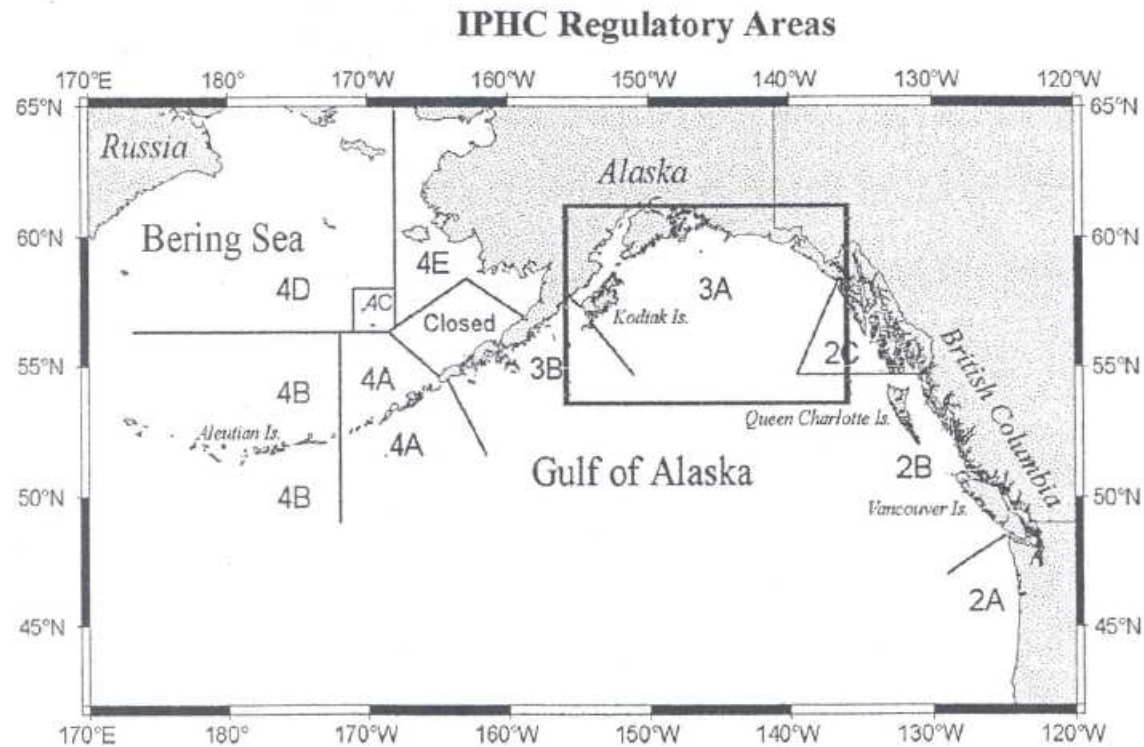 IPHC Regulatory Areas
170°E 180° 170°W 160°W 150°W 140°W 130°W 120°W
65°N 65°N
Russia
Alaska
60°N 60°N
Bering Sea
4E
4D
4C
3A
Closed
Kodiak Is.
British Columbia
55°N 55°N
3B
2C
4B
4A
Aleutian Is.
Queen Charlotte Is.
4A
Gulf of Alaska
2B
50°N 50°N
4B
Vancouver Is.
2A
45°N 45°N
170°E 180° 170°W 160°W 150°W 140°W 130°W 120°W